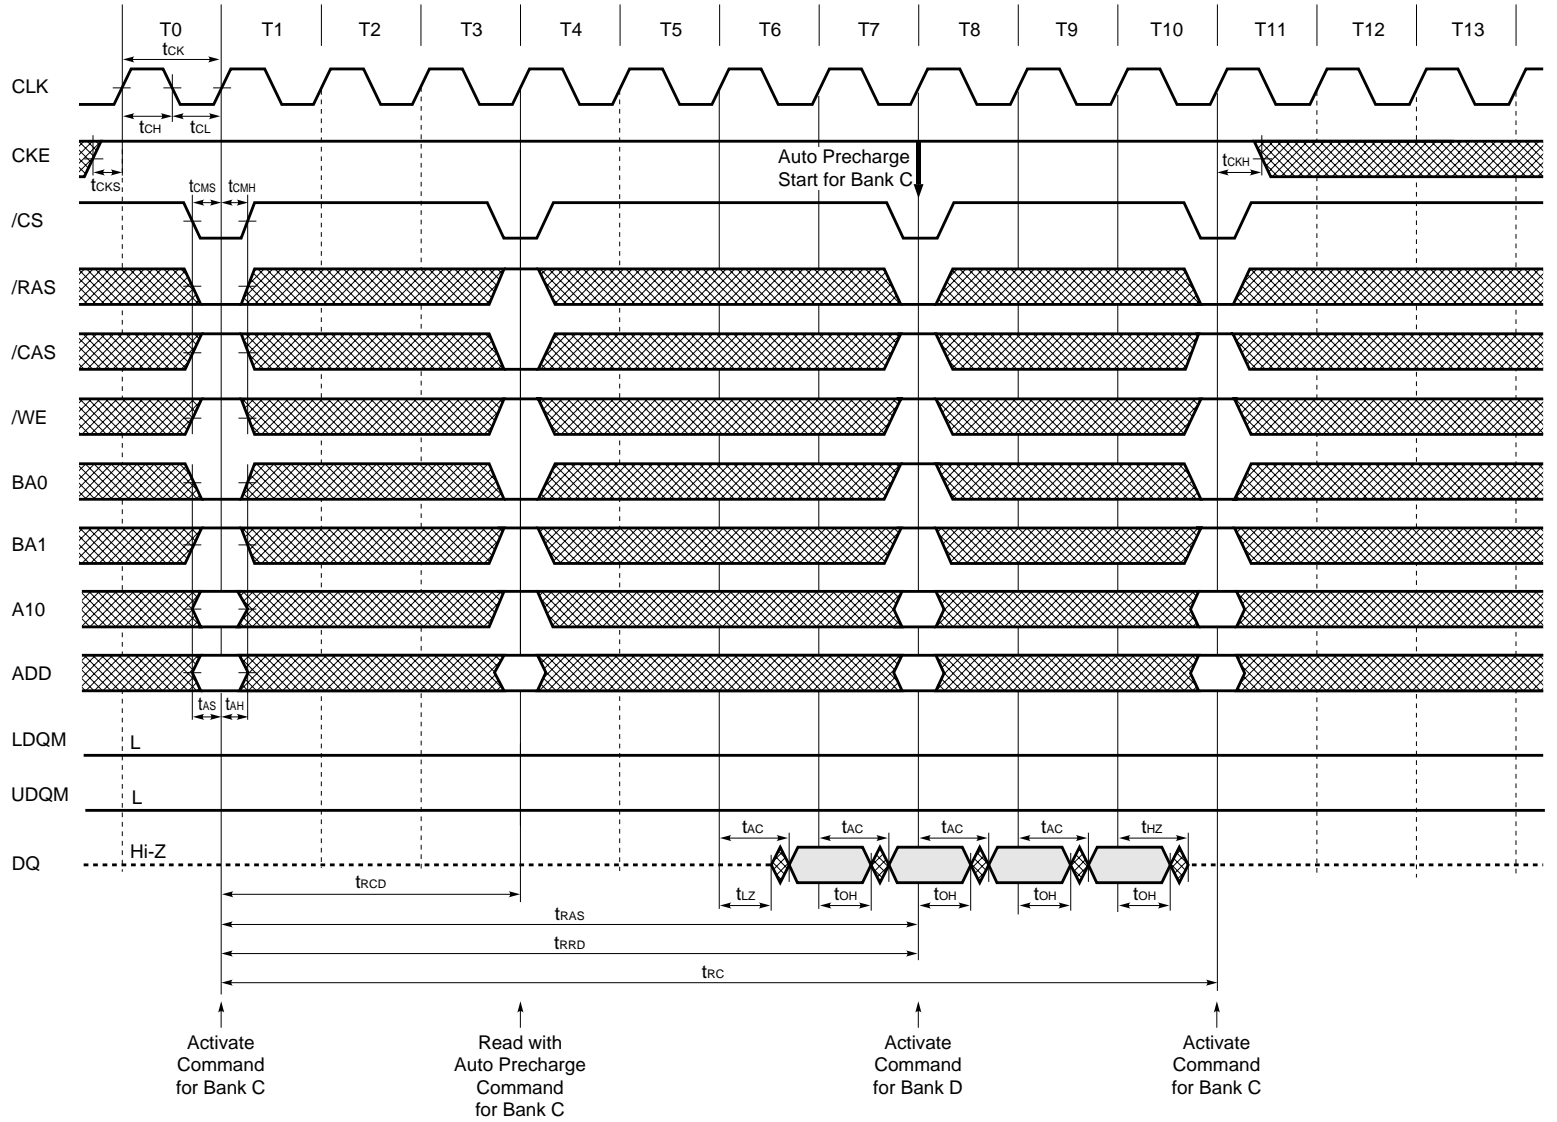 T0 T1 T2 T3 T4 T5 T6 T7 T8 T9 T10 T11 T12 T13
tCK
CLK
tCH tCL
CKE
Auto Precharge
Start for Bank C
tCKH
tCKS tCMS tCMH
/CS
/RAS
/CAS
/WE
BA0
BA1
A10
ADD
tAS tAH
LDQM L
UDQM L
tAC tAC tAC tAC tHZ
DQ Hi-Z
tRCD tLZ tOH tOH tOH tOH
tRAS
tRRD
tRC
Activate
Command
for Bank C
Read with
Auto Precharge
Command
for Bank C
Activate
Command
for Bank D
Activate
Command
for Bank C